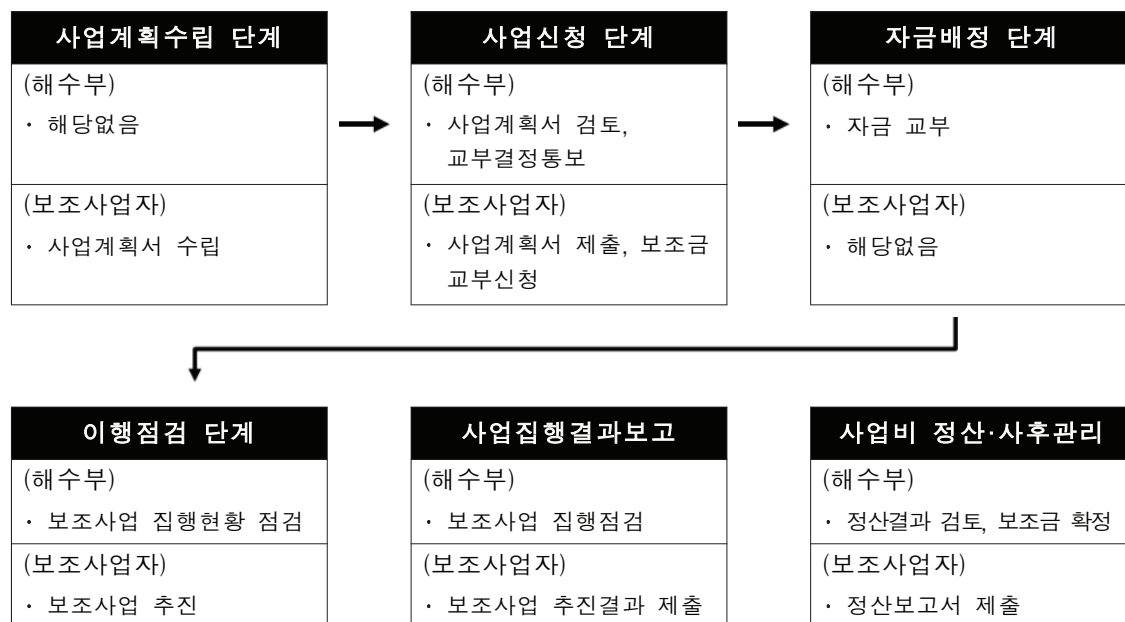 사업계획수립 단계
(해수부)
· 해당없음
(보조사업자)
· 사업계획서 수립
사업신청 단계
(해수부)
· 사업계획서 검토,
교부결정통보
(보조사업자)
· 사업계획서 제출, 보조금
교부신청
자금배정 단계
(해수부)
· 자금 교부
(보조사업자)
· 해당없음
이행점검 단계
(해수부)
· 보조사업 집행현황 점검
(보조사업자)
· 보조사업 추진
사업집행결과보고
(해수부)
· 보조사업 집행점검
(보조사업자)
· 보조사업 추진결과 제출
사업비 정산·사후관리
(해수부)
· 정산결과 검토, 보조금 확정
(보조사업자)
· 정산보고서 제출